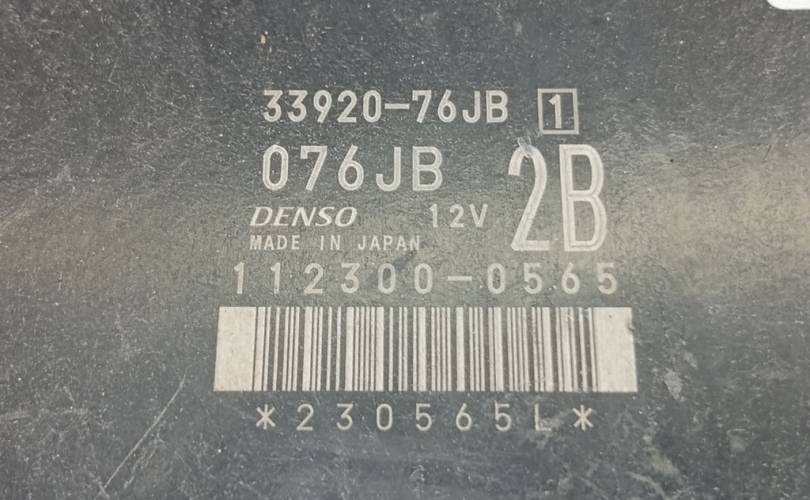 33920-76JB 1
076JB 2B
DENSO 12V
MADE IN JAPAN
112300-0565
*230565L*